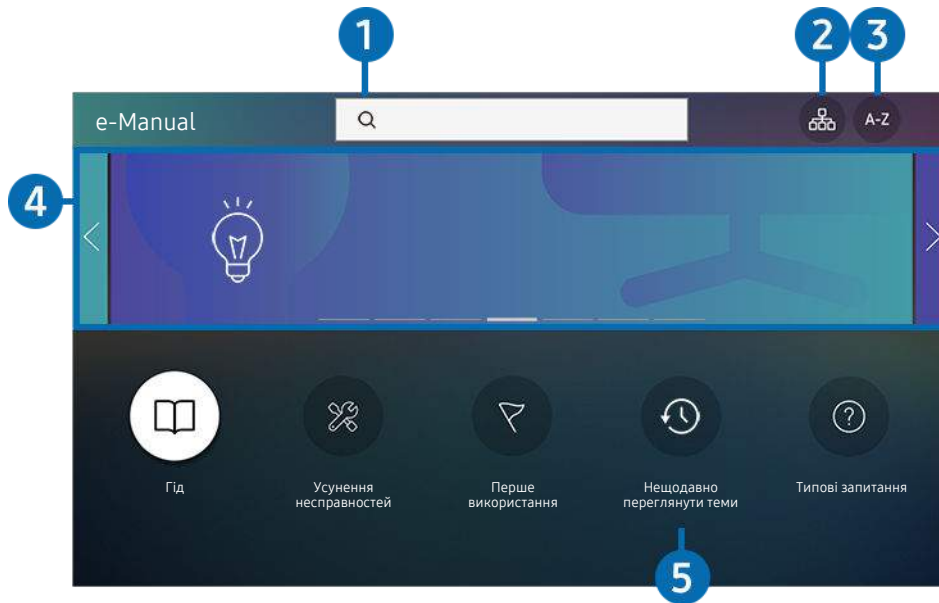 1
2
3
e-Manual
A-Z
4
Гід
Усунення
несправностей
Перше
використання
Нещодавно
переглянути теми
Типові запитання
5